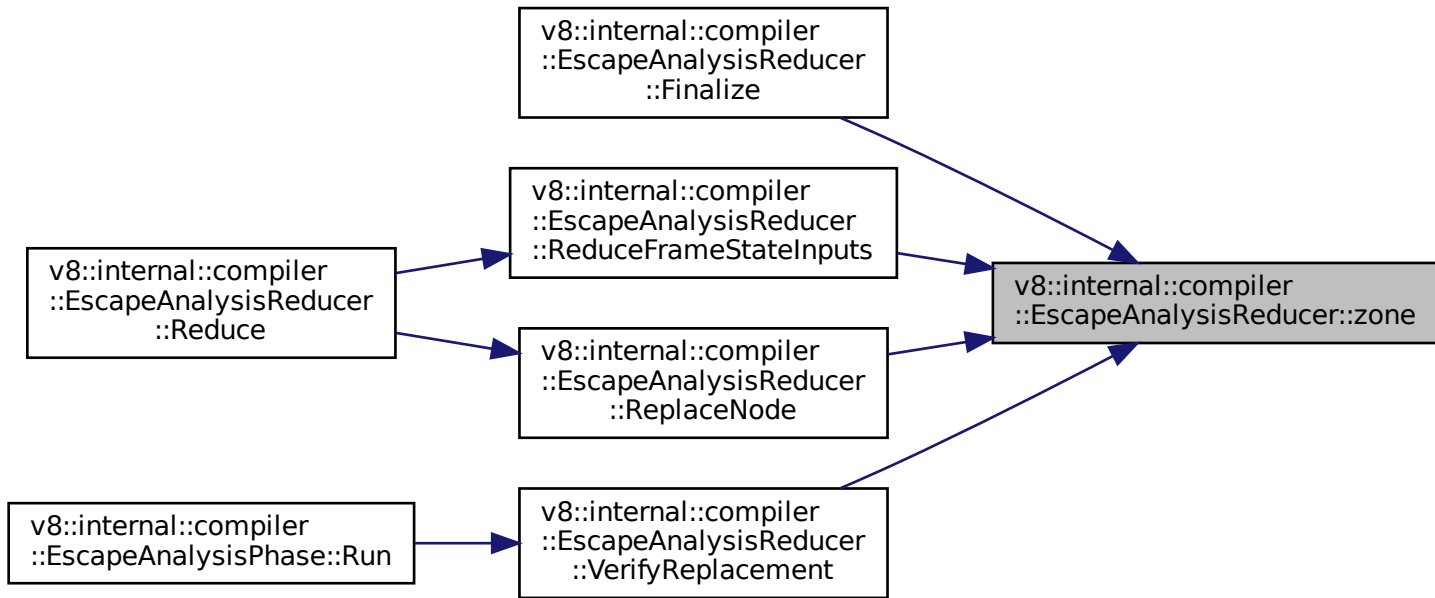 v8::internal::compiler
::EscapeAnalysisReducer
::Finalize
v8::internal::compiler
::EscapeAnalysisReducer
::ReduceFrameStateInputs
v8::internal::compiler
::EscapeAnalysisReducer
::Reduce
v8::internal::compiler
::EscapeAnalysisReducer::zone
v8::internal::compiler
::EscapeAnalysisReducer
::ReplaceNode
v8::internal::compiler
::EscapeAnalysisReducer
::VerifyReplacement
v8::internal::compiler
::EscapeAnalysisPhase::Run